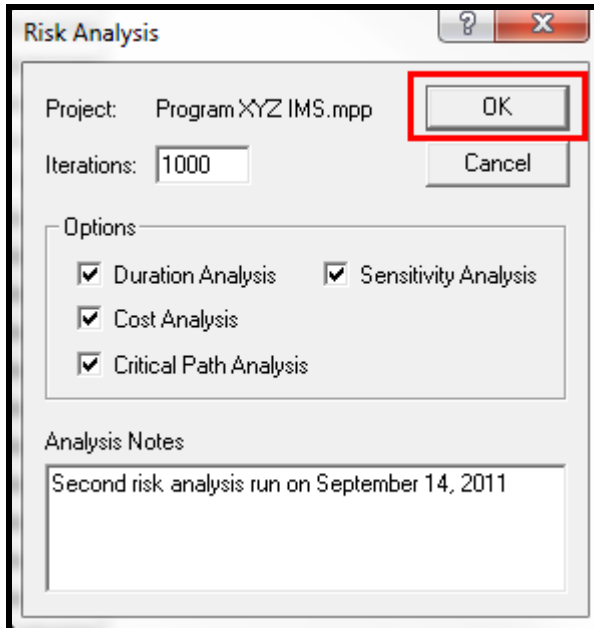 Risk Analysis
Project: Program XYZ IMS.mpp
OK
Iterations: 1000
Cancel
Options
Duration Analysis
Sensitivity Analysis
Cost Analysis
Critical Path Analysis
Analysis Notes
Second risk analysis run on September 14, 2011